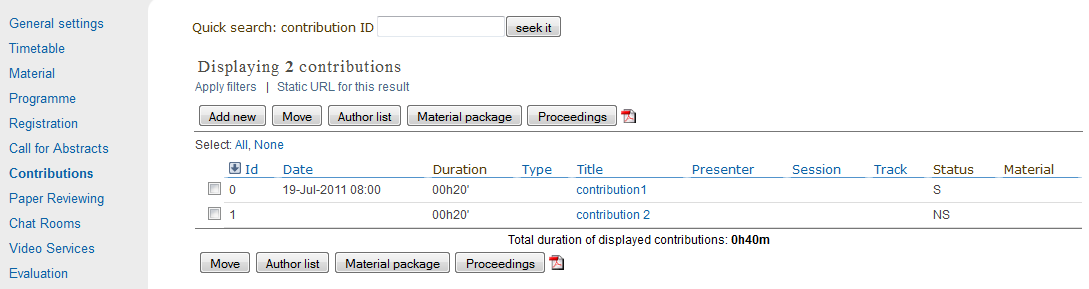 General settings
Timetable
Material
Programme
Registration
Call for Abstracts
Contributions
Paper Reviewing
Chat Rooms
Video Services
Evaluation
Quick search: contribution ID seek it
Displaying 2 contributions
Apply filters | Static URL for this result
Add new Move Author list Material package Proceedings
Select: All, None
Id Date Duration Type Title Presenter Session Track Status Material
0 19-Jul-2011 08:00 00h20' contribution1 S
1 00h20' contribution 2 NS
Total duration of displayed contributions: 0h40m
Move Author list Material package Proceedings